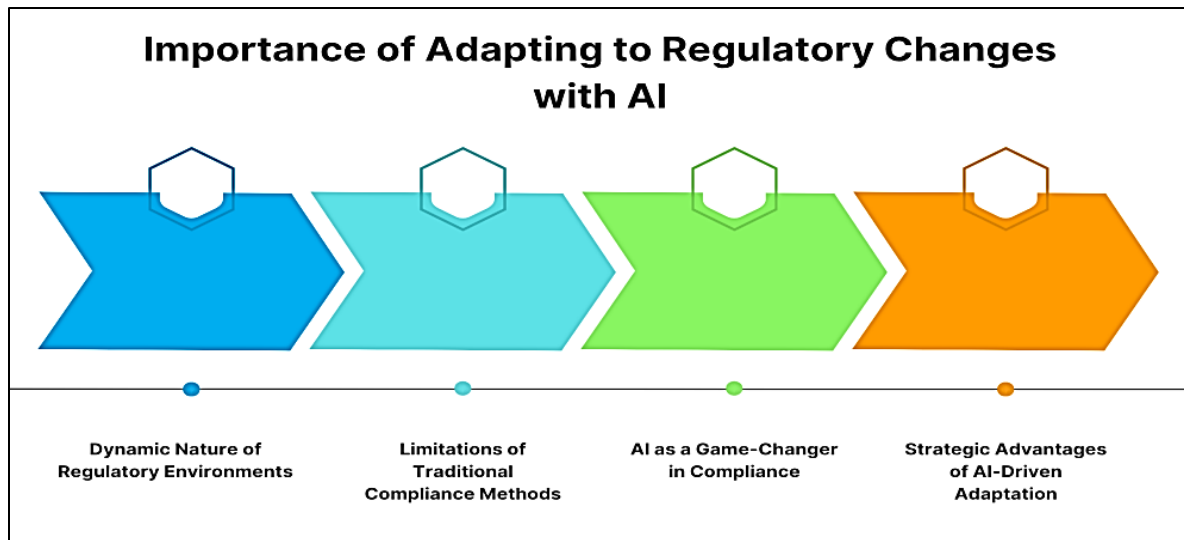 Importance of Adapting to Regulatory Changes
with AI
Dynamic Nature of
Regulatory Environments
Limitations of
Traditional
Compliance Methods
AI as a Game-Changer
in Compliance
Strategic Advantages
of AI-Driven
Adaptation